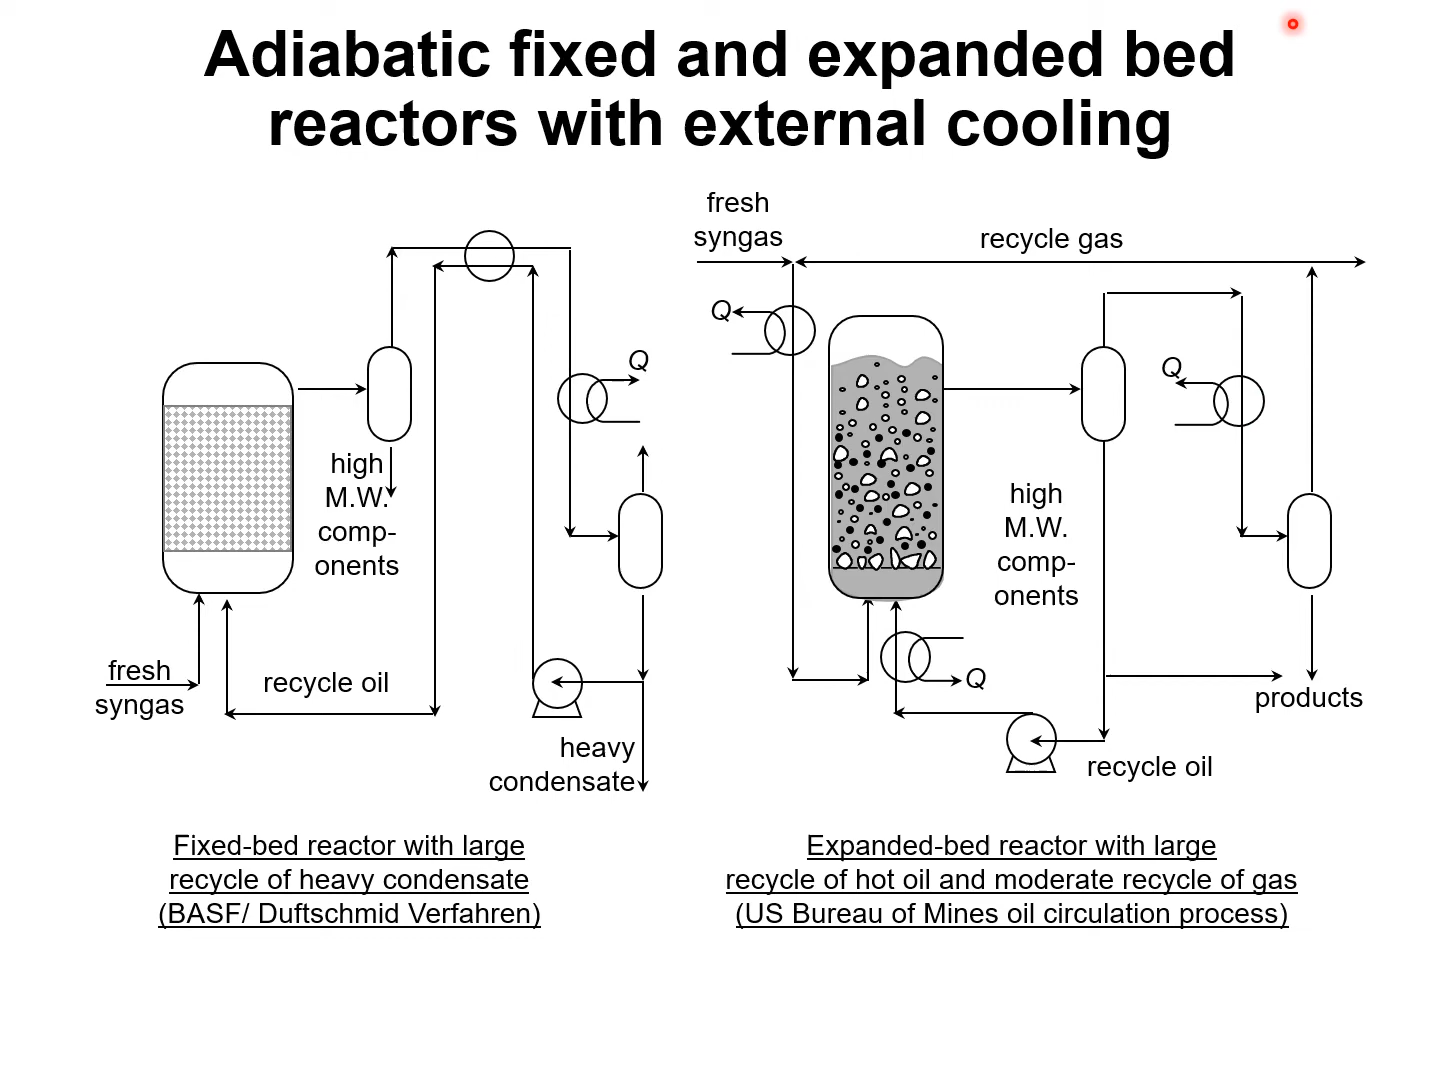 Adiabatic fixed and expanded bed
reactors with external cooling
Q
high
M.W.
comp-
onents
fresh
syngas
recycle oil
heavy
condensate
Fixed-bed reactor with large
recycle of heavy condensate
(BASF/ Duftschmid Verfahren)
fresh
syngas
recycle gas
Q
Q
high
M.W.
comp-
onents
Q
products
recycle oil
Expanded-bed reactor with large
recycle of hot oil and moderate recycle of gas
(US Bureau of Mines oil circulation process)